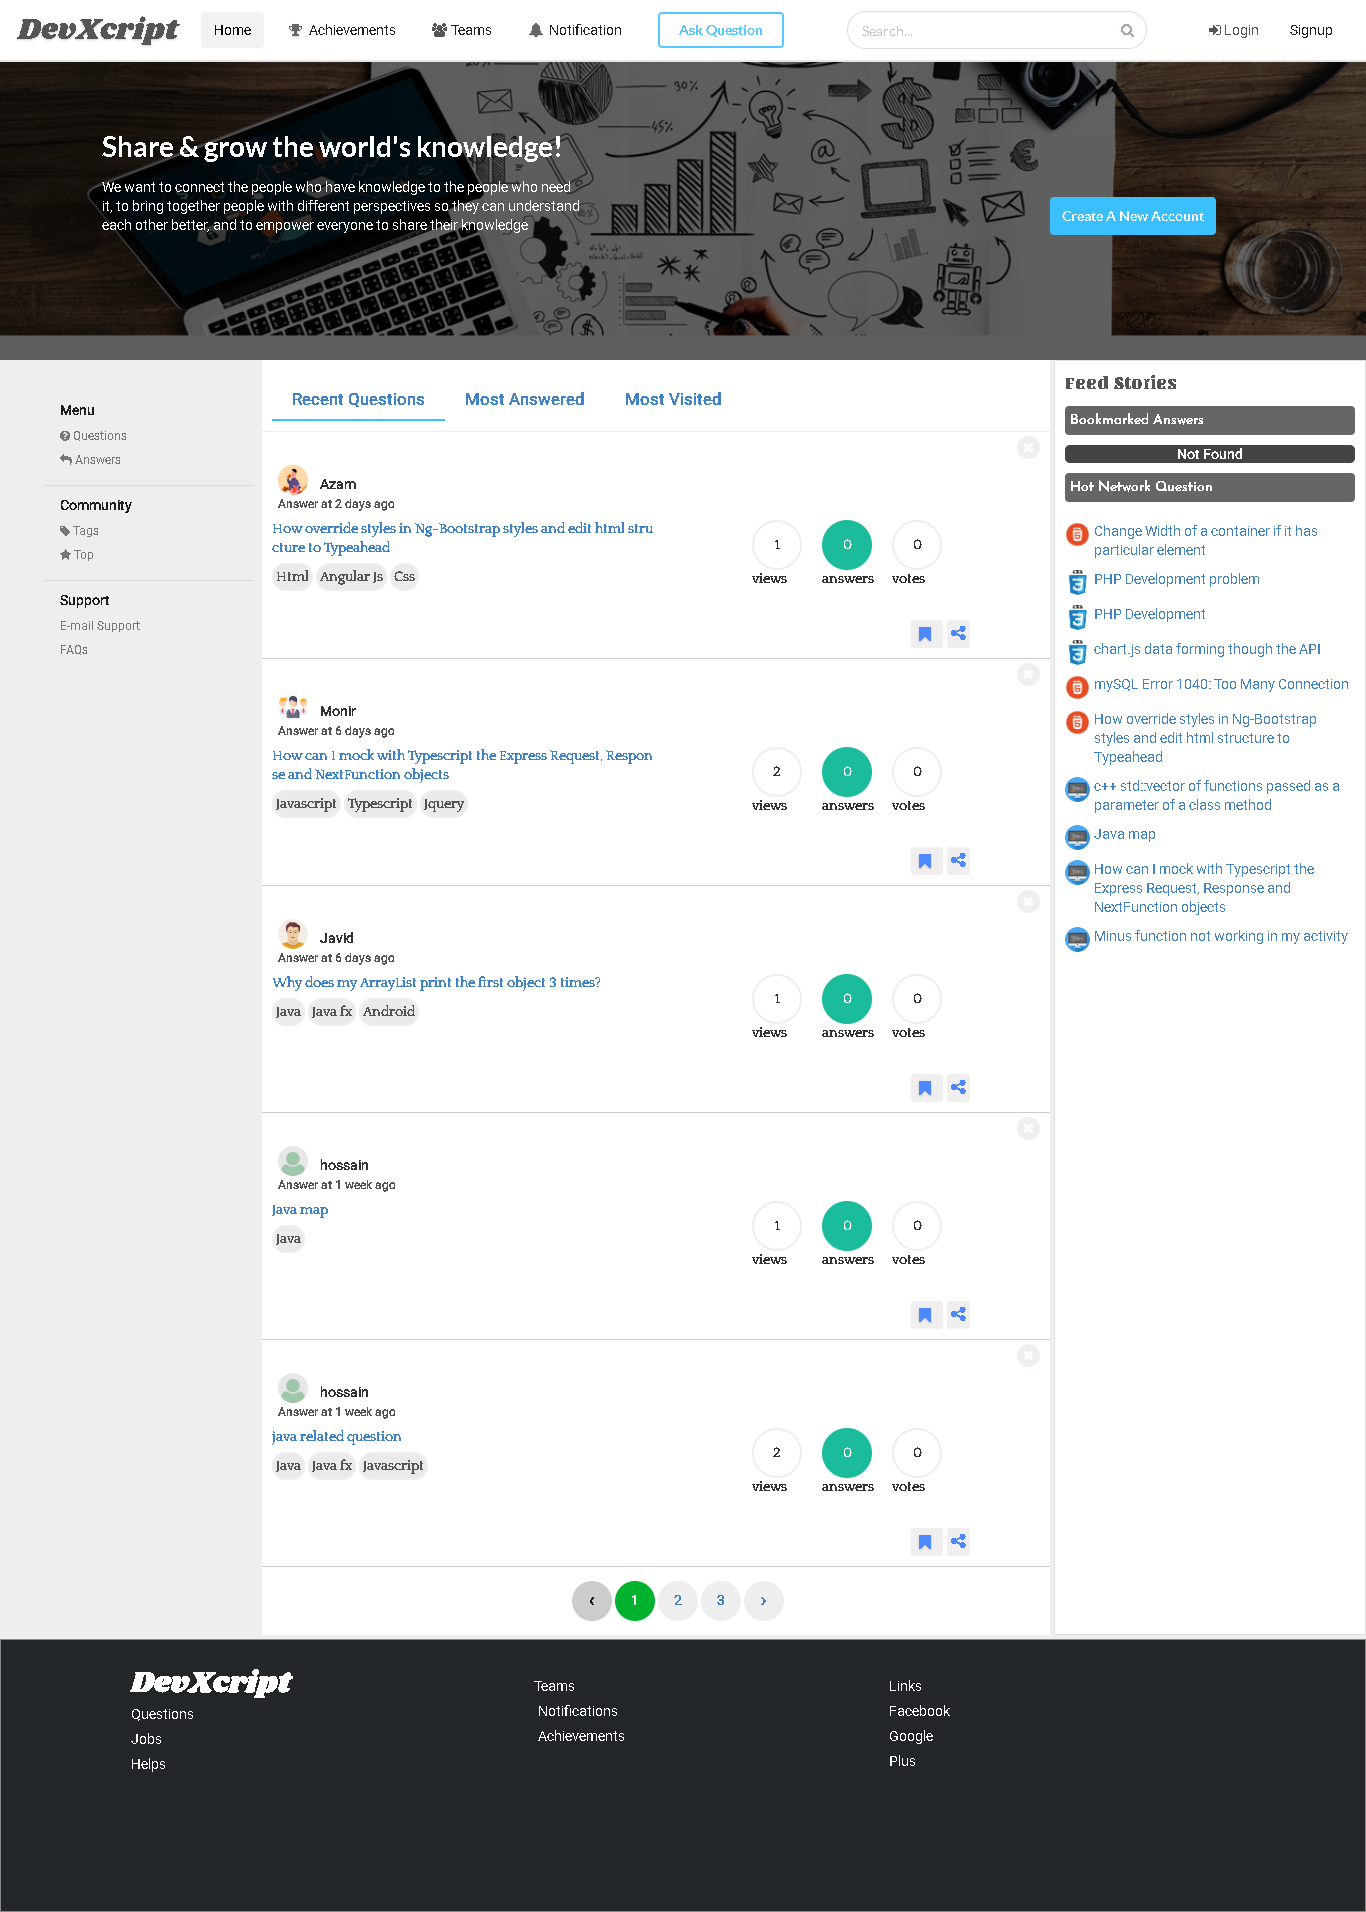 DevXcript
Home
Achievements
Teams
Notification
Ask Question
Search...
Login
Signup
30%
45%
Share & grow the world's knowledge!
We want to connect the people who have knowledge to the people who need
it, to bring together people with different perspectives so they can understand
each other better, and to empower everyone to share their knowledge
Create A New Account
Menu
Questions
Answers
Community
Tags
Top
Support
E-mail Support
FAQs
Recent Questions
Most Answered
Most Visited
Azam
Answer at 2 days ago
How override styles in Ng-Bootstrap styles and edit html stru
cture to Typeahead
Html Angular Js Css
1 0 0
views answers votes
Monir
Answer at 6 days ago
How can I mock with Typescript the Express Request, Respon
se and NextFunction objects
Javascript Typescript Jquery
2 0 0
views answers votes
Javid
Answer at 6 days ago
Why does my ArrayList print the first object 3 times?
Java Java fx Android
1 0 0
views answers votes
hossain
Answer at 1 week ago
Java map
Java
1 0 0
views answers votes
hossain
Answer at 1 week ago
java related question
Java Java fx Javascript
2 0 0
views answers votes
‹ 1 2 3 ›
Feed Stories
Bookmarked Answers
Not Found
Hot Network Question
Change Width of a container if it has
particular element
PHP Development problem
PHP Development
chart.js data forming though the API
mySQL Error 1040: Too Many Connection
How override styles in Ng-Bootstrap
styles and edit html structure to
Typeahead
c++ std::vector of functions passed as a
parameter of a class method
Java map
How can I mock with Typescript the
Express Request, Response and
NextFunction objects
Minus function not working in my activity
DevXcript
Questions
Jobs
Helps
Teams
Notifications
Achievements
Links
Facebook
Google
Plus